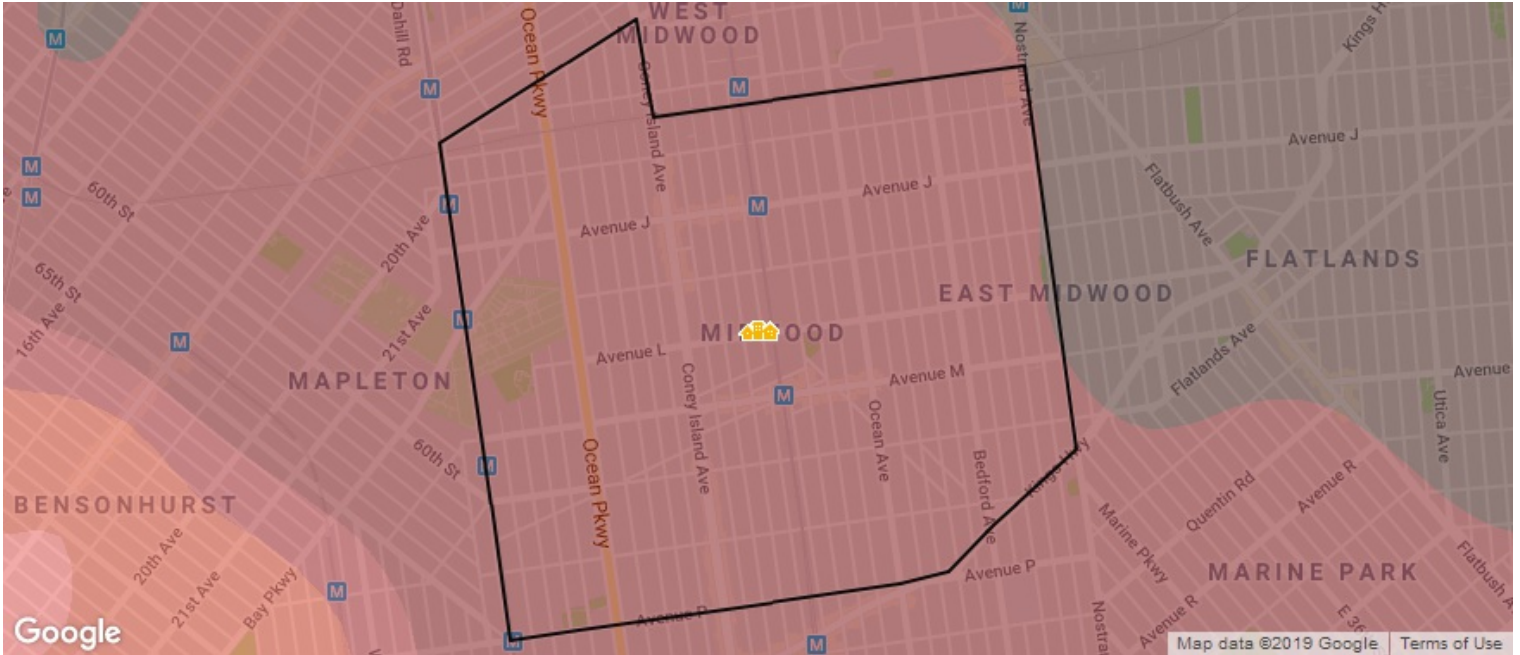 WEST
MIDWOOD
Dahill Rd
Ocean Pkwy
Coney Island Ave
Nostrand Ave
Kings H
M
M
M
M
M
60th St
20th Ave
M
Avenue J
M
Avenue J
Avenue J
Flatbush Ave
FLATLANDS
65th St
16th Ave
M
21st Ave
M
EAST MIDWOOD
MIDWOOD
Avenue L
MAPLETON
Coney Island Ave
M
Avenue M
Ocean Ave
Flatlands Ave
Avenue
Utica Ave
60th St
M
Ocean Pkwy
Bedford Ave
Kings Hwy
BENSONHURST
20th Ave
21st Ave
Bay Pkwy
M
Avenue P
Avenue P
Marine Pkwy
Quentin Rd
Avenue R
MARINE PARK
Flatbush A
Avenue R
E 36
Nostra
M
M
Google
Map data ©2019 Google
Terms of Use